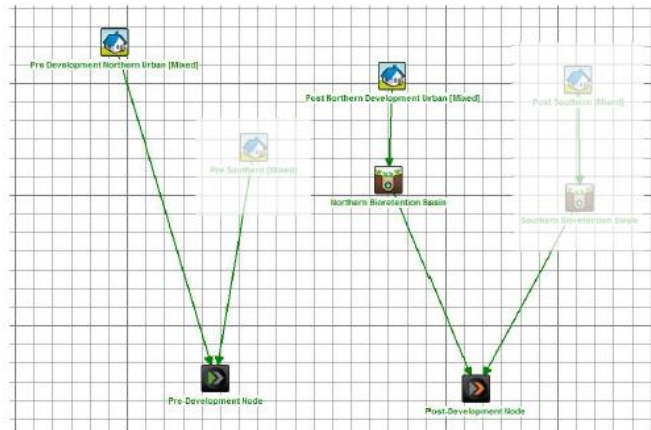 Pre Development Northern Urban [Mixed]
Post Northern Development Urban [Mixed]
Post Southern [Mixed]
Pre Southern [Mixed]
Northern Bioretention Basin
Southern Bioretention Basin
Pre-Development Node
Post-Development Node